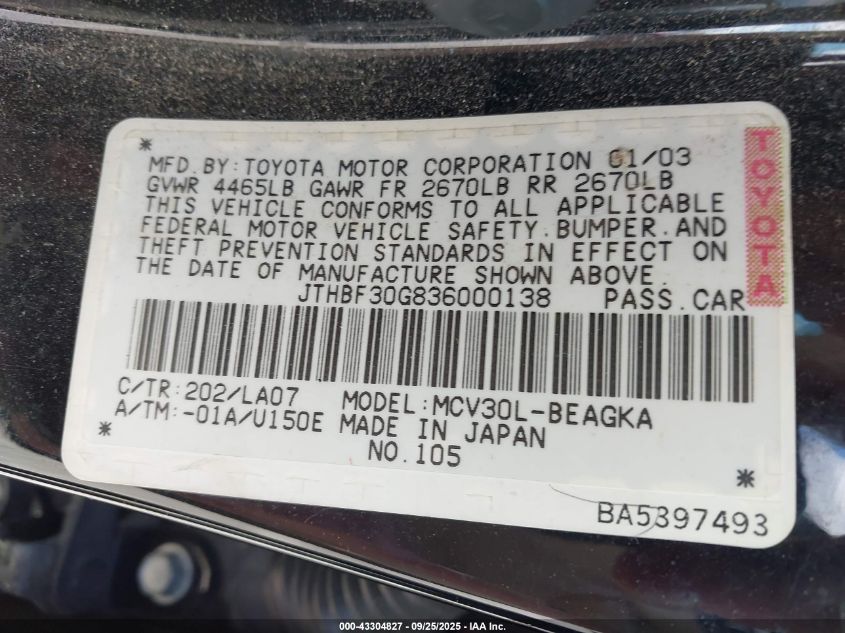 *
MFD. BY: TOYOTA MOTOR CORPORATION 01/03
GVWR 4465LB GAWR FR 2670LB RR 2670LB
THIS VEHICLE CONFORMS TO ALL APPLICABLE
FEDERAL MOTOR VEHICLE SAFETY. BUMPER. AND
THEFT PREVENTION STANDARDS IN EFFECT ON
THE DATE OF MANUFACTURE SHOWN ABOVE.
JTHBF30G836000138 PASS. CAR
TOYOTA
C/TR: 202/LA07 MODEL: MCV30L-BEAGKA
A/TM: -01A/U150E MADE IN JAPAN
* NO. 105 *
BA5397493
000-43304827 - 09/25/2025 - IAA Inc.